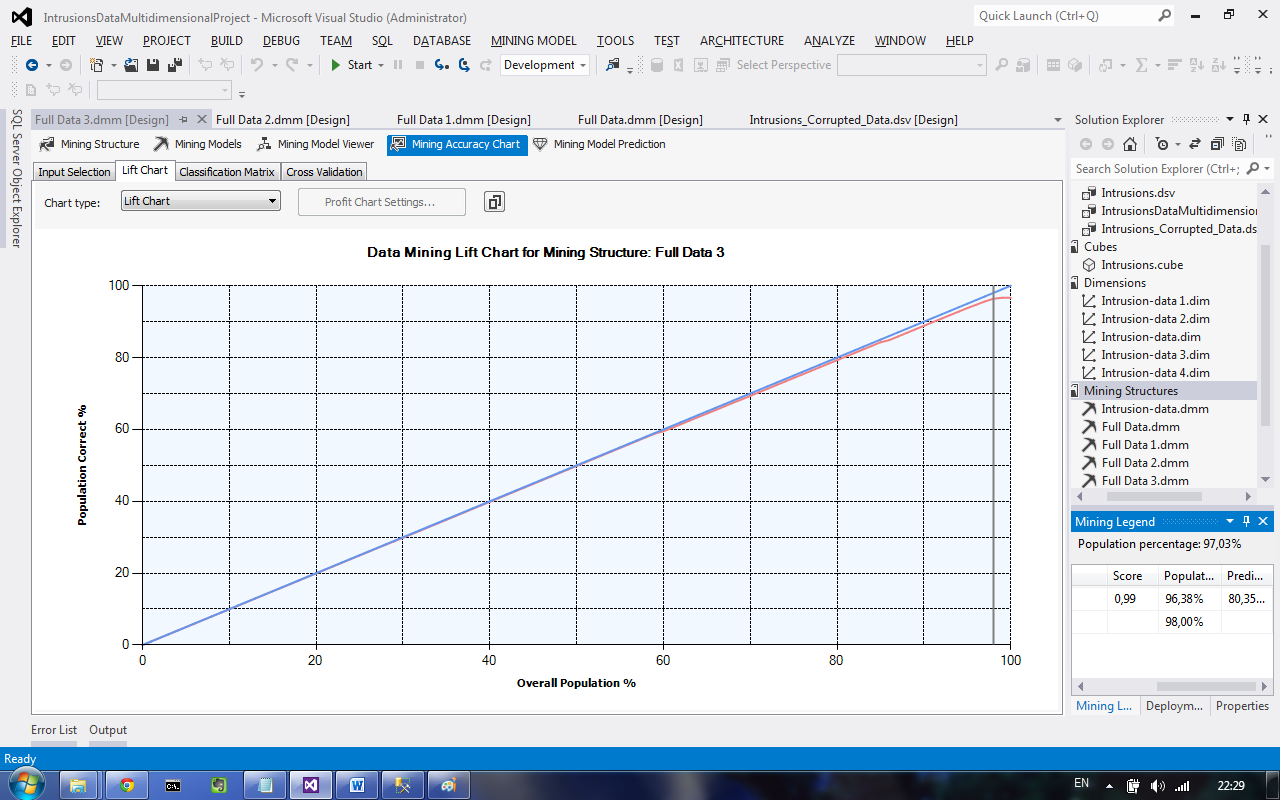 IntrusionsDataMultidimensionalProject - Microsoft Visual Studio (Administrator)
Quick Launch (Ctrl+Q)
FILE EDIT VIEW PROJECT BUILD DEBUG TEAM SQL DATABASE MINING MODEL TOOLS TEST ARCHITECTURE ANALYZE WINDOW HELP
Start Development Select Perspective
SQL Server Object Explorer
Full Data 3.dmm [Design] Full Data 2.dmm [Design] Full Data 1.dmm [Design] Full Data.dmm [Design] Intrusions_Corrupted_Data.dsv [Design]
Mining Structure Mining Models Mining Model Viewer Mining Accuracy Chart Mining Model Prediction
Input Selection Lift Chart Classification Matrix Cross Validation
Chart type: Lift Chart Profit Chart Settings...
Data Mining Lift Chart for Mining Structure: Full Data 3
Population Correct %
100
80
60
40
20
0
0 20 40 60 80 100
Overall Population %
Solution Explorer
Search Solution Explorer (Ctrl+;
Intrusions.dsv
IntrusionsDataMultidimension
Intrusions_Corrupted_Data.ds
Cubes
Intrusions.cube
Dimensions
Intrusion-data 1.dim
Intrusion-data 2.dim
Intrusion-data.dim
Intrusion-data 3.dim
Intrusion-data 4.dim
Mining Structures
Intrusion-data.dmm
Full Data.dmm
Full Data 1.dmm
Full Data 2.dmm
Full Data 3.dmm
Mining Legend
Population percentage: 97,03%
Score Populat... Predi...
0,99 96,38% 80,35...
98,00%
Mining L... Deploym... Properties
Error List Output
Ready
EN 22:29